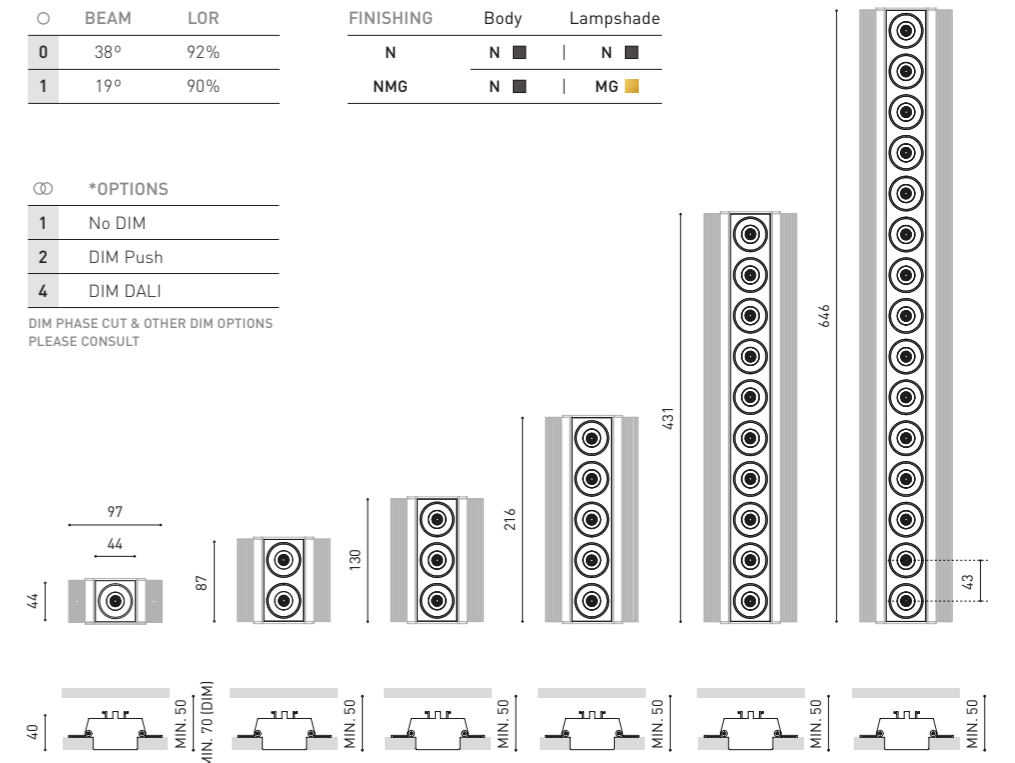 BEAM LOR
0 38º 92%
1 19º 90%
FINISHING Body Lampshade
N N | N
NMG N | MG
*OPTIONS
1 No DIM
2 DIM Push
4 DIM DALI
DIM PHASE CUT & OTHER DIM OPTIONS
PLEASE CONSULT
97
44
44
87
130
216
431
646
43
40
MIN. 50
MIN. 70 (DIM)
MIN. 50
MIN. 50
MIN. 50
MIN. 50
MIN. 50